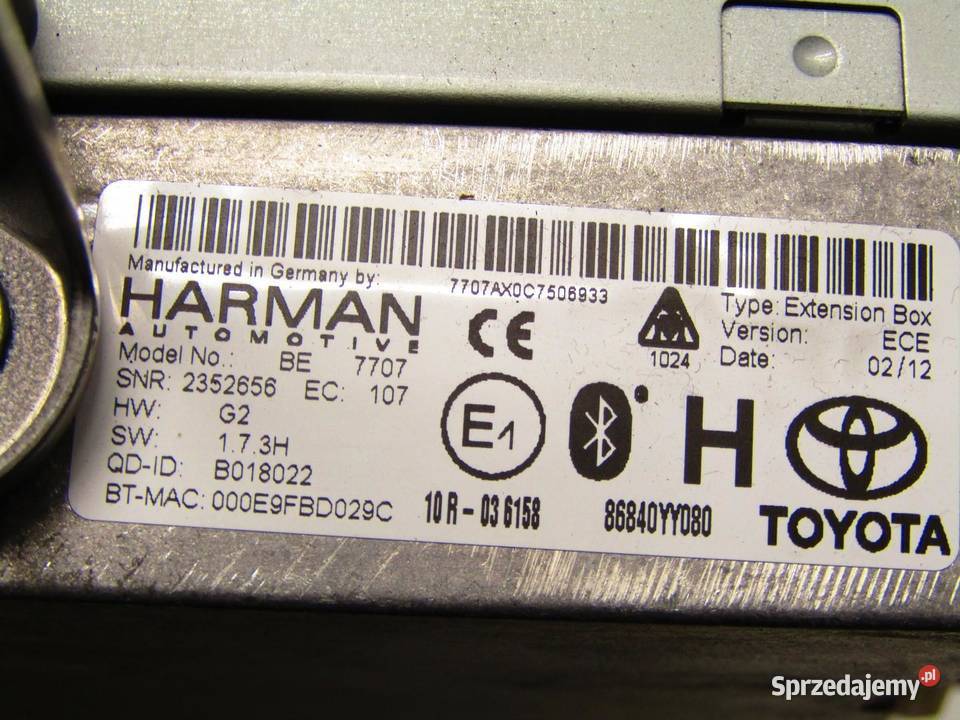 Manufactured in Germany by:
7707AX0C7506933
HARMAN
AUTOMOTIVE
Model No.: BE 7707
SNR: 2352656 EC: 107
HW: G2
SW: 1.7.3H
QD-ID: B018022
BT-MAC: 000E9FBD029C
CE
1024
Type: Extension Box
Version: ECE
Date: 02/12
E1
H
10 R - 03 6158
86840YY080
TOYOTA
Sprzedajemy.pl